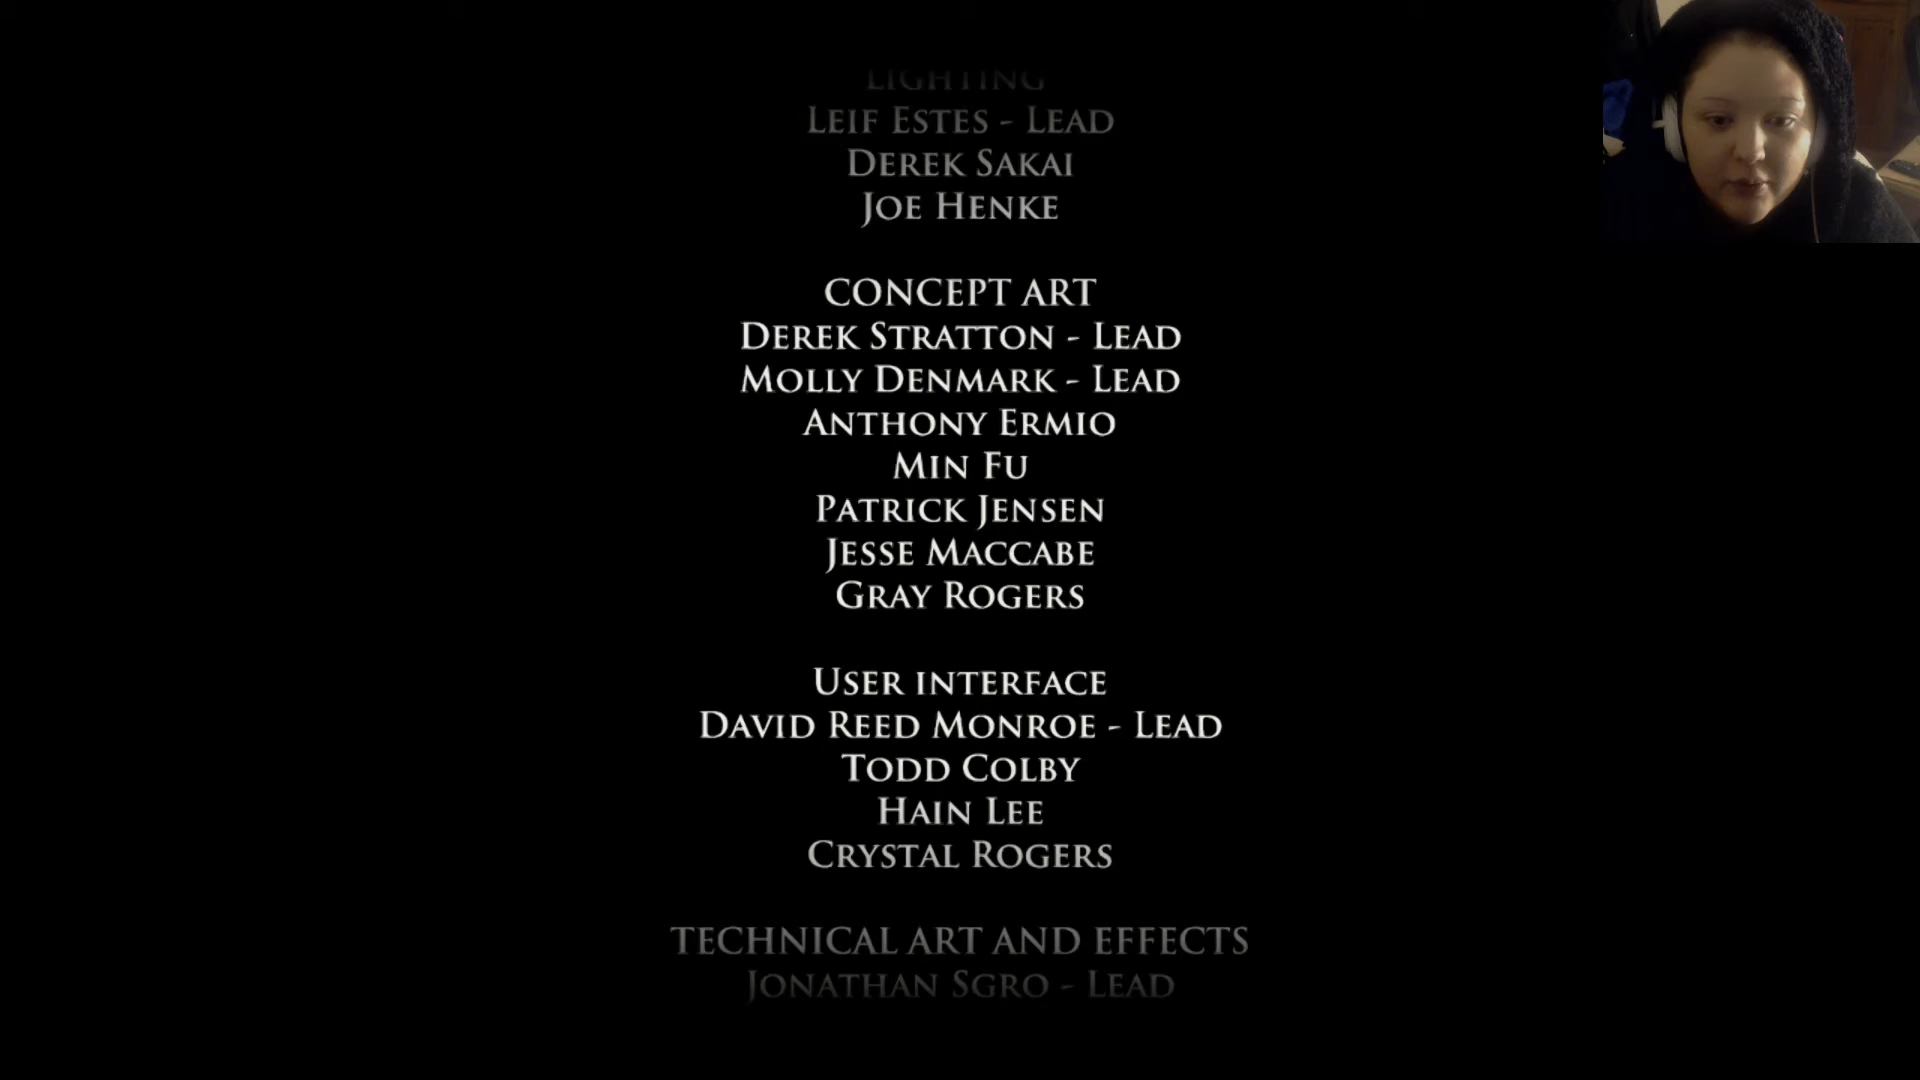 LIGHTING
LEIF ESTES - LEAD
DEREK SAKAI
JOE HENKE
CONCEPT ART
DEREK STRATTON - LEAD
MOLLY DENMARK - LEAD
ANTHONY ERMIO
MIN FU
PATRICK JENSEN
JESSE MACCABE
GRAY ROGERS
USER INTERFACE
DAVID REED MONROE - LEAD
TODD COLBY
HAIN LEE
CRYSTAL ROGERS
TECHNICAL ART AND EFFECTS
JONATHAN SGRO - LEAD